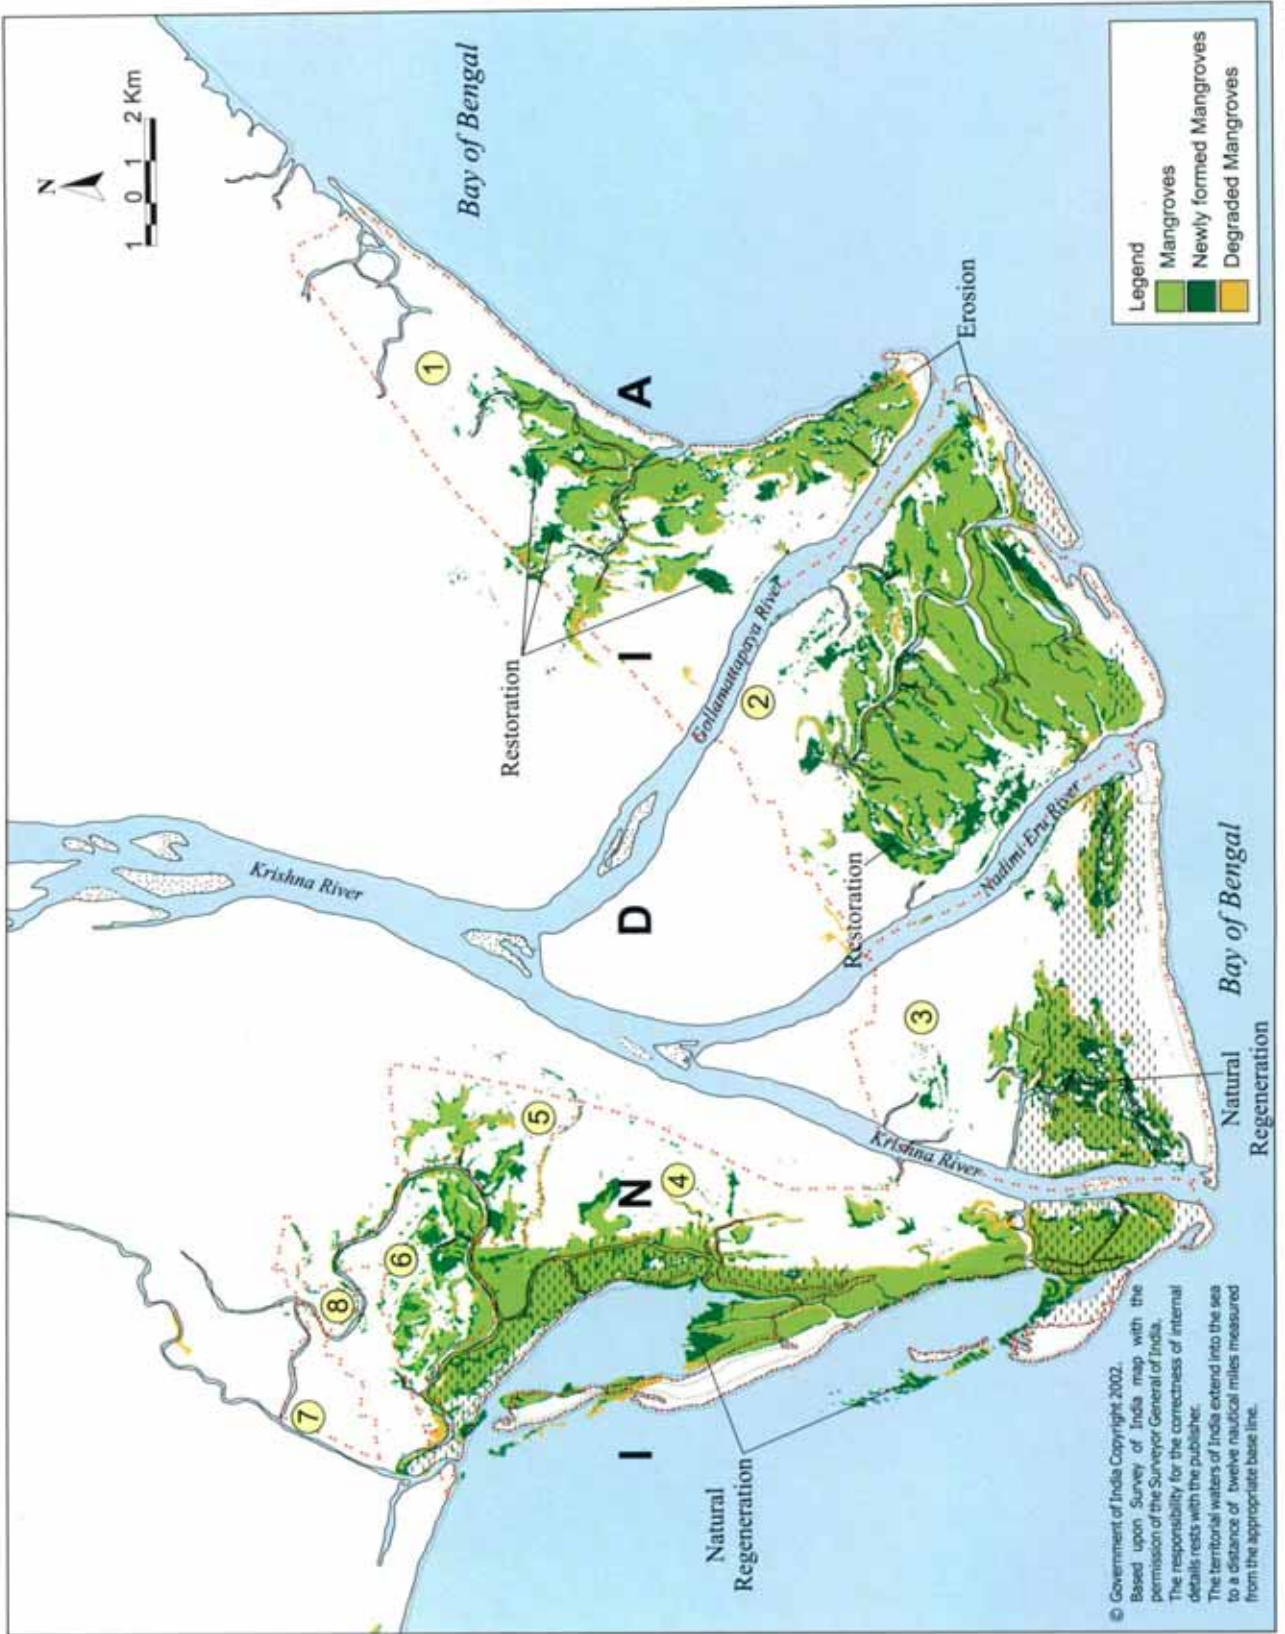 N
1 0 1 2 Km
Bay of Bengal
Legend
Mangroves
Newly formed Mangroves
Degraded Mangroves
Erosion
1
A
Restoration
I
Gollamattapaya River
2
Krishna River
D
Restoration
Nadimi-Eru River
3
Bay of Bengal
Natural
Regeneration
Krishna River
5
4
N
6
8
7
I
Natural
Regeneration
© Government of India Copyright 2002.
Based upon Survey of India map with the
permission of the Surveyor General of India.
The responsibility for the correctness of internal
details rests with the publisher.
The territorial waters of India extend into the sea
to a distance of twelve nautical miles measured
from the appropriate base line.